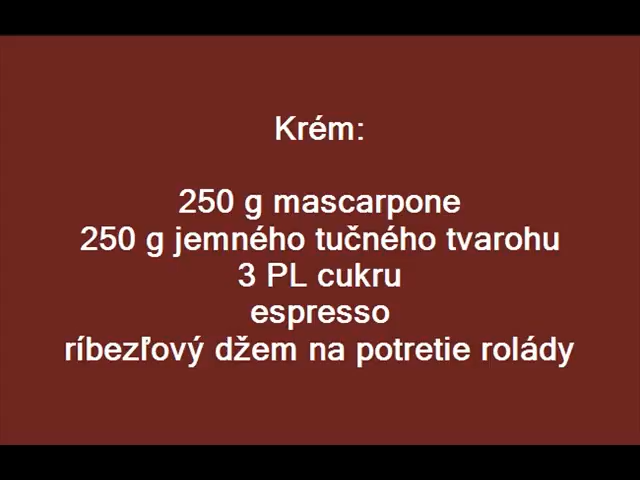 Krém:
250 g mascarpone
250 g jemného tučného tvarohu
3 PL cukru
espresso
ríbezľový džem na potretie rolády